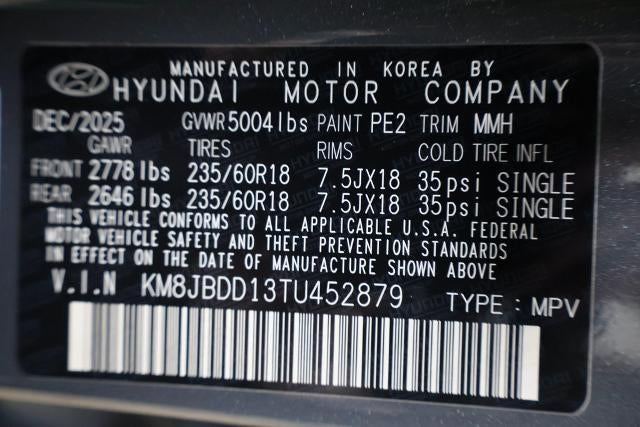 MANUFACTURED IN KOREA BY
HYUNDAI MOTOR COMPANY
DEC/2025 GVWR 5004 lbs PAINT PE2 TRIM MMH
GAWR TIRES RIMS COLD TIRE INFL
FRONT 2778 lbs 235/60R18 7.5JX18 35psi SINGLE
REAR 2646 lbs 235/60R18 7.5JX18 35psi SINGLE
THIS VEHICLE CONFORMS TO ALL APPLICABLE U.S.A. FEDERAL
MOTOR VEHICLE SAFETY AND THEFT PREVENTION STANDARDS
IN EFFECT ON THE DATE OF MANUFACTURE SHOWN ABOVE
V.I.N KM8JBDD13TU452879 TYPE : MPV